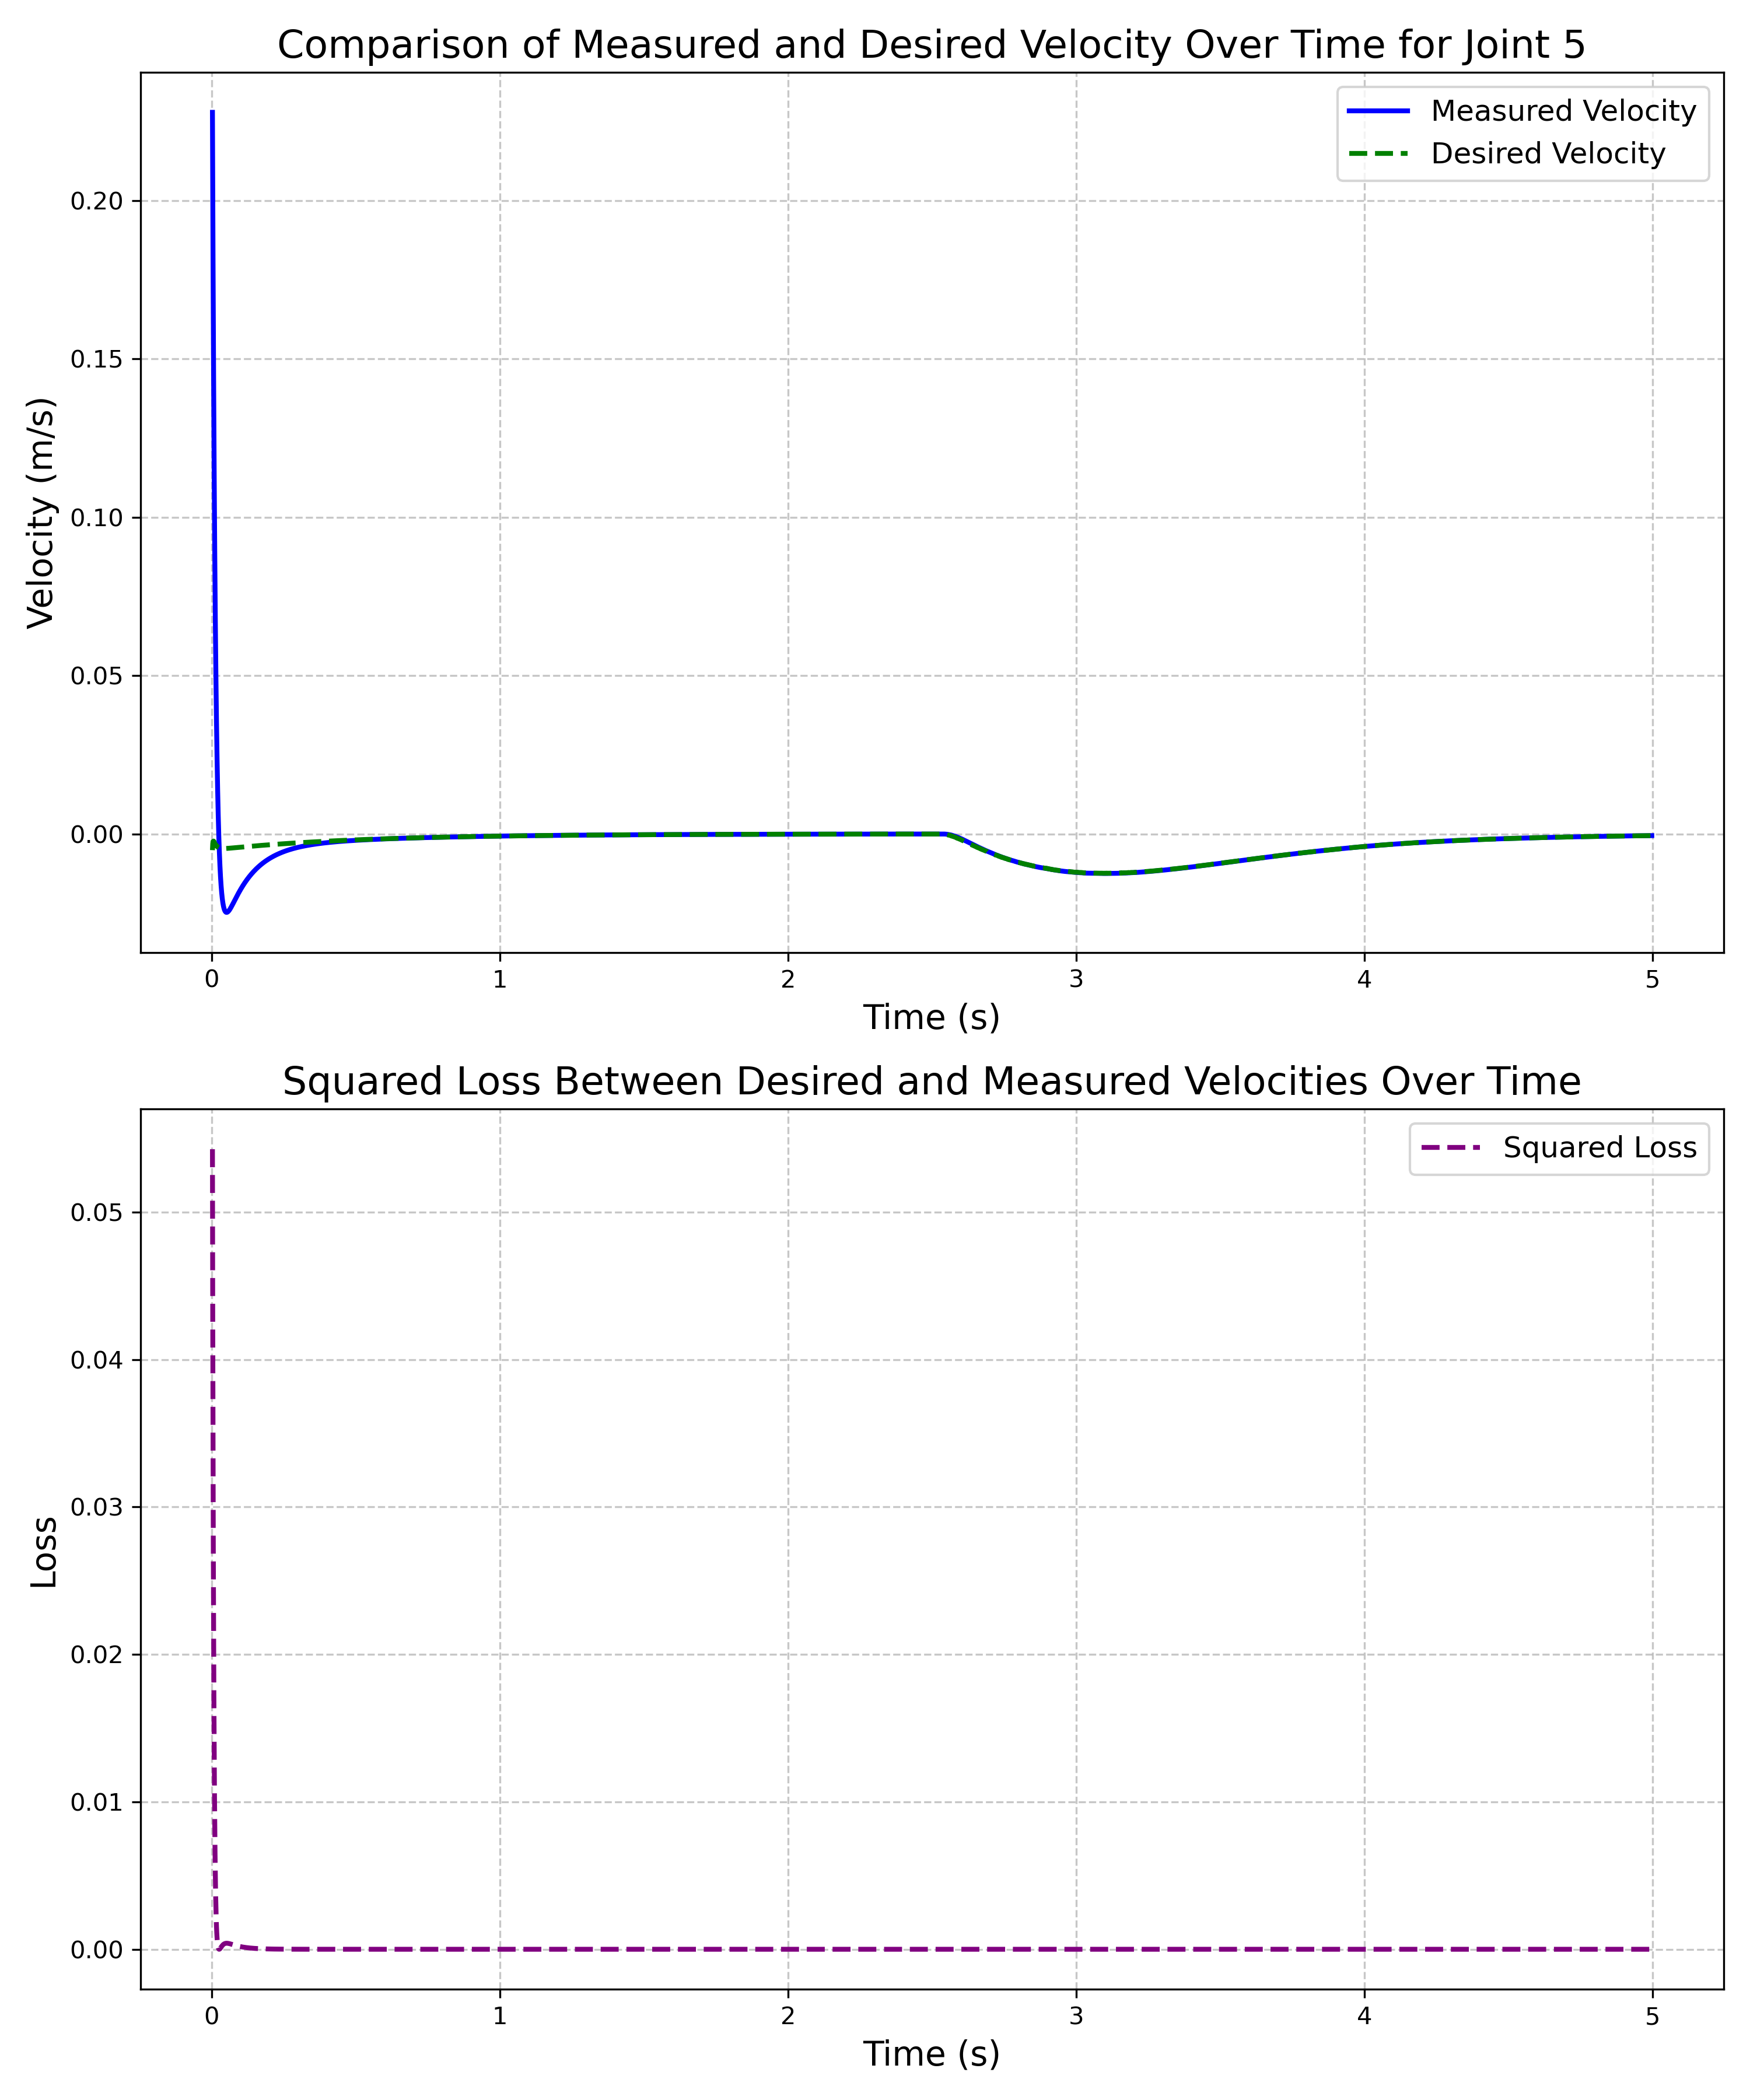 Comparison of Measured and Desired Velocity Over Time for Joint 5
Measured Velocity
Desired Velocity
Velocity (m/s)
0.20
0.15
0.10
0.05
0.00
0 1 2 3 4 5
Time (s)
Squared Loss Between Desired and Measured Velocities Over Time
Squared Loss
Loss
0.05
0.04
0.03
0.02
0.01
0.00
0 1 2 3 4 5
Time (s)